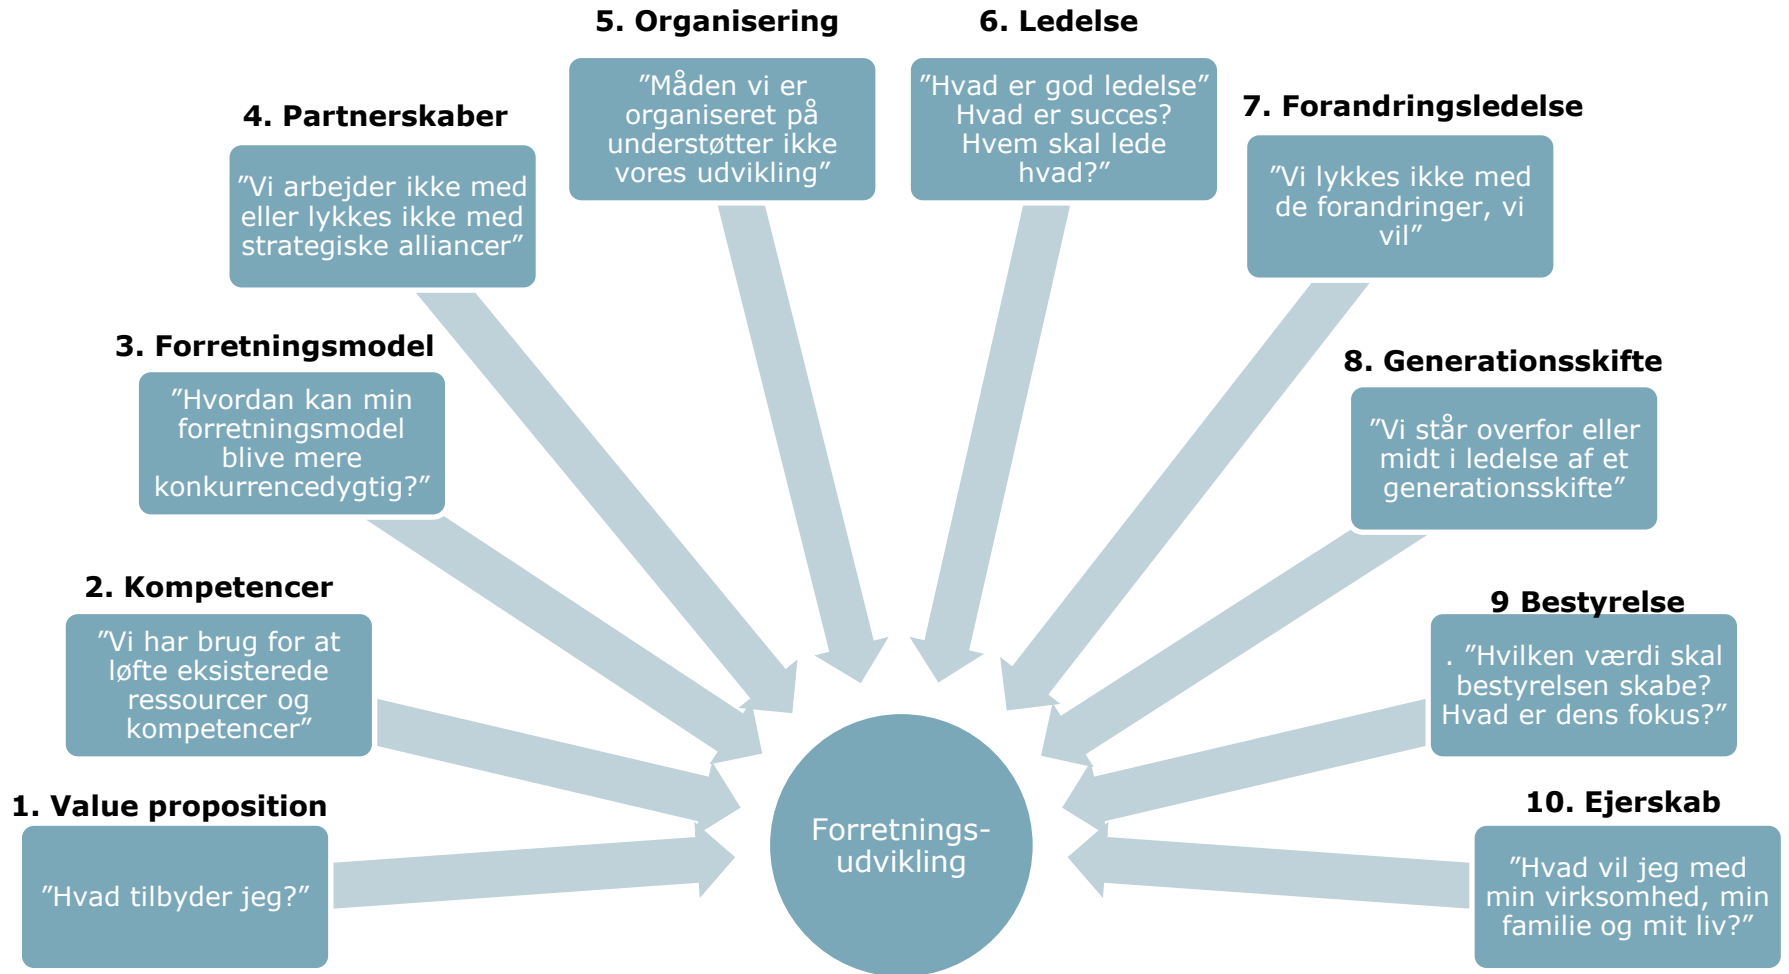 5. Organisering
"Måden vi er
organiseret på
understøtter ikke
vores udvikling"
6. Ledelse
"Hvad er god ledelse"
Hvad er succes?
Hvem skal lede
hvad?"
4. Partnerskaber
"Vi arbejder ikke med
eller lykkes ikke med
strategiske alliancer"
7. Forandringsledelse
"Vi lykkes ikke med
de forandringer, vi
vil"
3. Forretningsmodel
"Hvordan kan min
forretningsmodel
blive mere
konkurrencedygtig?"
8. Generationsskifte
"Vi står overfor eller
midt i ledelse af et
generationsskifte"
2. Kompetencer
"Vi har brug for at
løfte eksisterede
ressourcer og
kompetencer"
9 Bestyrelse
. "Hvilken værdi skal
bestyrelsen skabe?
Hvad er dens fokus?"
1. Value proposition
"Hvad tilbyder jeg?"
Forretnings-
udvikling
10. Ejerskab
"Hvad vil jeg med
min virksomhed, min
familie og mit liv?"